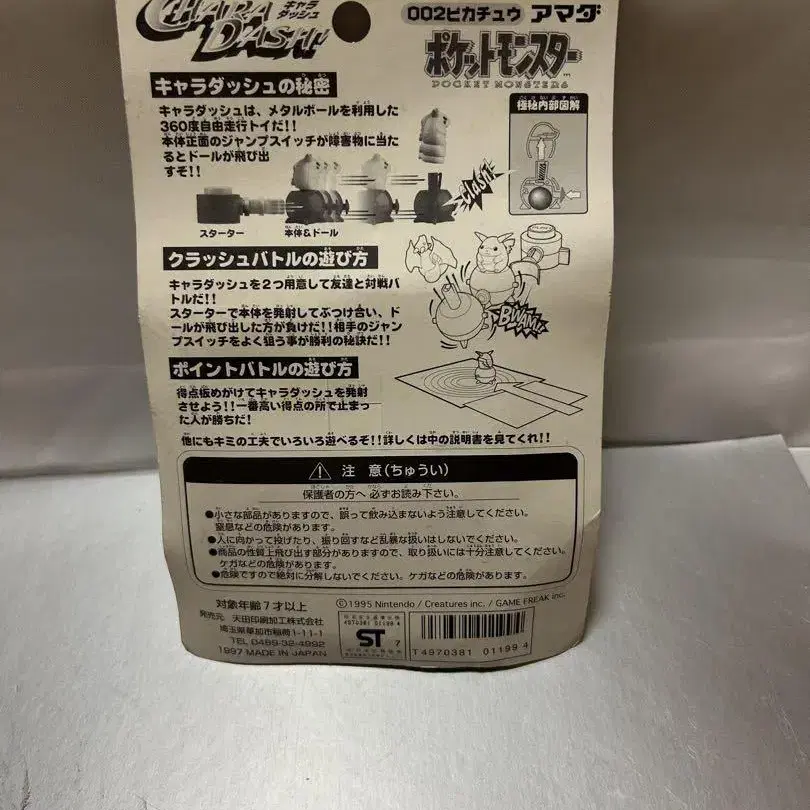 CHARA DASH キャラダッシュ
002ピカチュウ アマダ
ポケットモンスター
TM
POCKET MONSTERS
キャラダッシュの秘密
キャラダッシュは、メタルボールを利用した
360度自由走行トイだ!!
本体正面のジャンプスイッチが障害物に当た
るとドールが飛び出
すぞ!!
極秘内部図解
Clash!
スターター
本体&ドール
クラッシュバトルの遊び方
キャラダッシュを2つ用意して友達と対戦バ
トルだ!!
スターターで本体を発射してぶつけ合い、ド
ールが飛び出した方が負けだ!!相手のジャン
プスイッチをよく狙う事が勝利の秘訣だ!!
BWAM!
ポイントバトルの遊び方
得点板めがけてキャラダッシュを発射
させよう!!一番高い得点の所で止まっ
た人が勝ちだ!
他にもキミの工夫でいろいろ遊べるぞ!!詳しくは中の説明書を見てくれ!!
注 意(ちゅうい)
保護者の方へ 必ずお読み下さい。
●小さな部品がありますので、誤って飲み込まないよう注意してください。
窒息などの危険があります。
●人に向かって投げたり、振り回すなど乱暴な扱いはしないでください。
●商品の性質上飛び出す部分がありますので、取り扱いには十分注意してください。
ケガなどの危険があります。
●危険ですので絶対に分解しないでください。ケガなどの危険があります。
対象年齢7才以上
発売元 天田印刷加工株式会社
埼玉県草加市稲荷1-11-1
TEL 0489-32-4992
1997 MADE IN JAPAN
©1995 Nintendo / Creatures inc. / GAME FREAK inc.
4970381 01199 4
ST 7
T4970381 01199 4